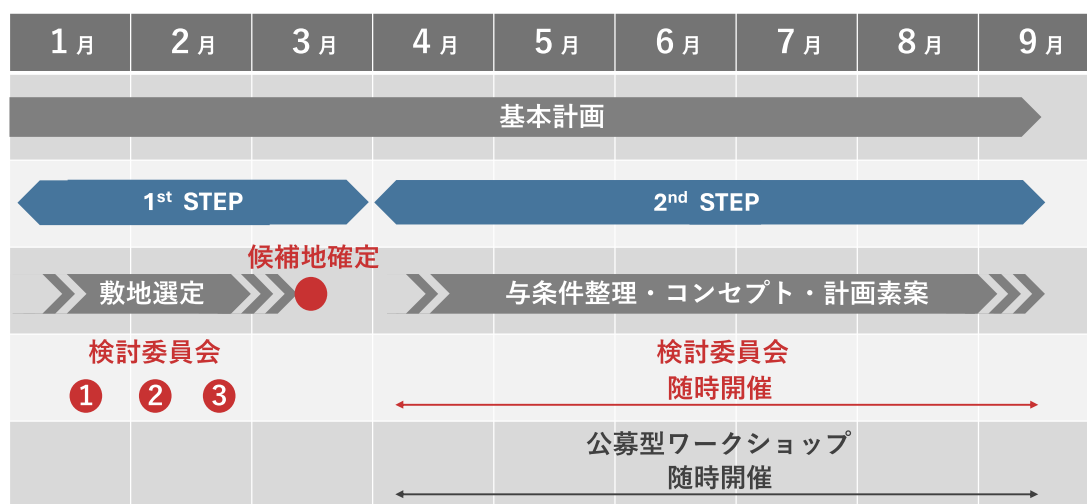 1月 2月 3月 4月 5月 6月 7月 8月 9月
基本計画
1st STEP 2nd STEP
候補地確定
敷地選定 与条件整理・コンセプト・計画素案
検討委員会 検討委員会
1 2 3 随時開催
公募型ワークショップ
随時開催